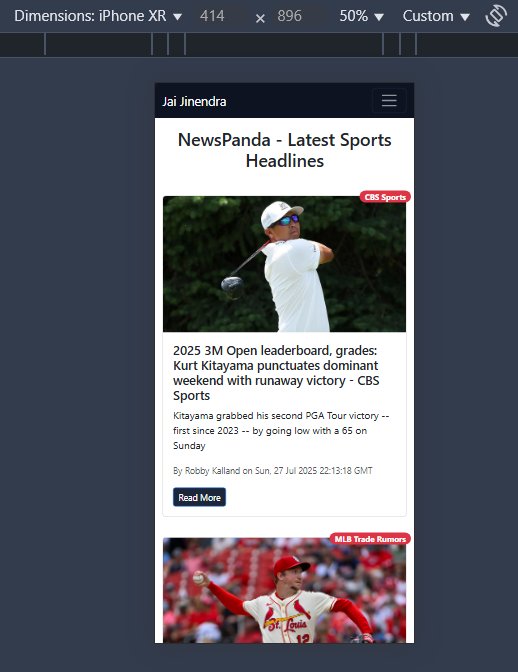 Dimensions: iPhone XR ▼ 414 × 896 50% ▼ Custom ▼
Jai Jinendra
NewsPanda - Latest Sports
Headlines
CBS Sports
2025 3M Open leaderboard, grades:
Kurt Kitayama punctuates dominant
weekend with runaway victory - CBS
Sports
Kitayama grabbed his second PGA Tour victory --
first since 2023 -- by going low with a 65 on
Sunday
By Robby Kalland on Sun, 27 Jul 2025 22:13:18 GMT
Read More
MLB Trade Rumors
St. Louis
12